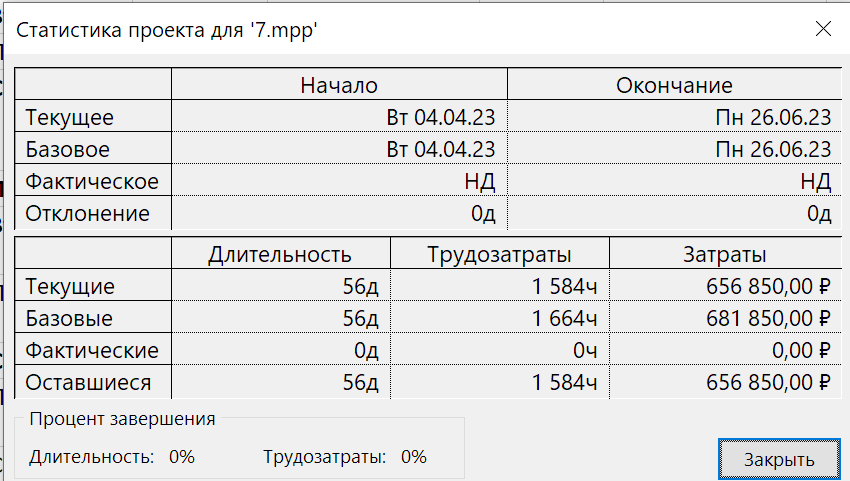 Статистика проекта для '7.mpp'
Начало Окончание
Текущее Вт 04.04.23 Пн 26.06.23
Базовое Вт 04.04.23 Пн 26.06.23
Фактическое НД НД
Отклонение 0д 0д
Длительность Трудозатраты Затраты
Текущие 56д 1 584ч 656 850,00 ₽
Базовые 56д 1 664ч 681 850,00 ₽
Фактические 0д 0ч 0,00 ₽
Оставшиеся 56д 1 584ч 656 850,00 ₽
Процент завершения
Длительность: 0% Трудозатраты: 0%
Закрыть